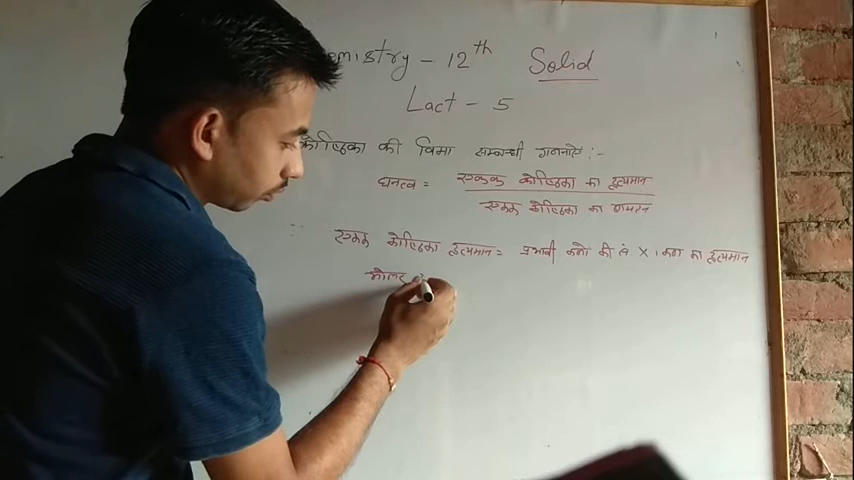 mistry - 12th Solid
Lact - 5
कोष्ठिका की विमा सम्बन्धी गणनाऐं :-
घनत्व = एकक कोष्ठिका का द्रव्यमान
एकक कोष्ठिका का आयतन
एकक कोष्ठिका द्रव्यमान = प्रभावी कणों की सं X 1 कण का द्रव्यमान
मोलर